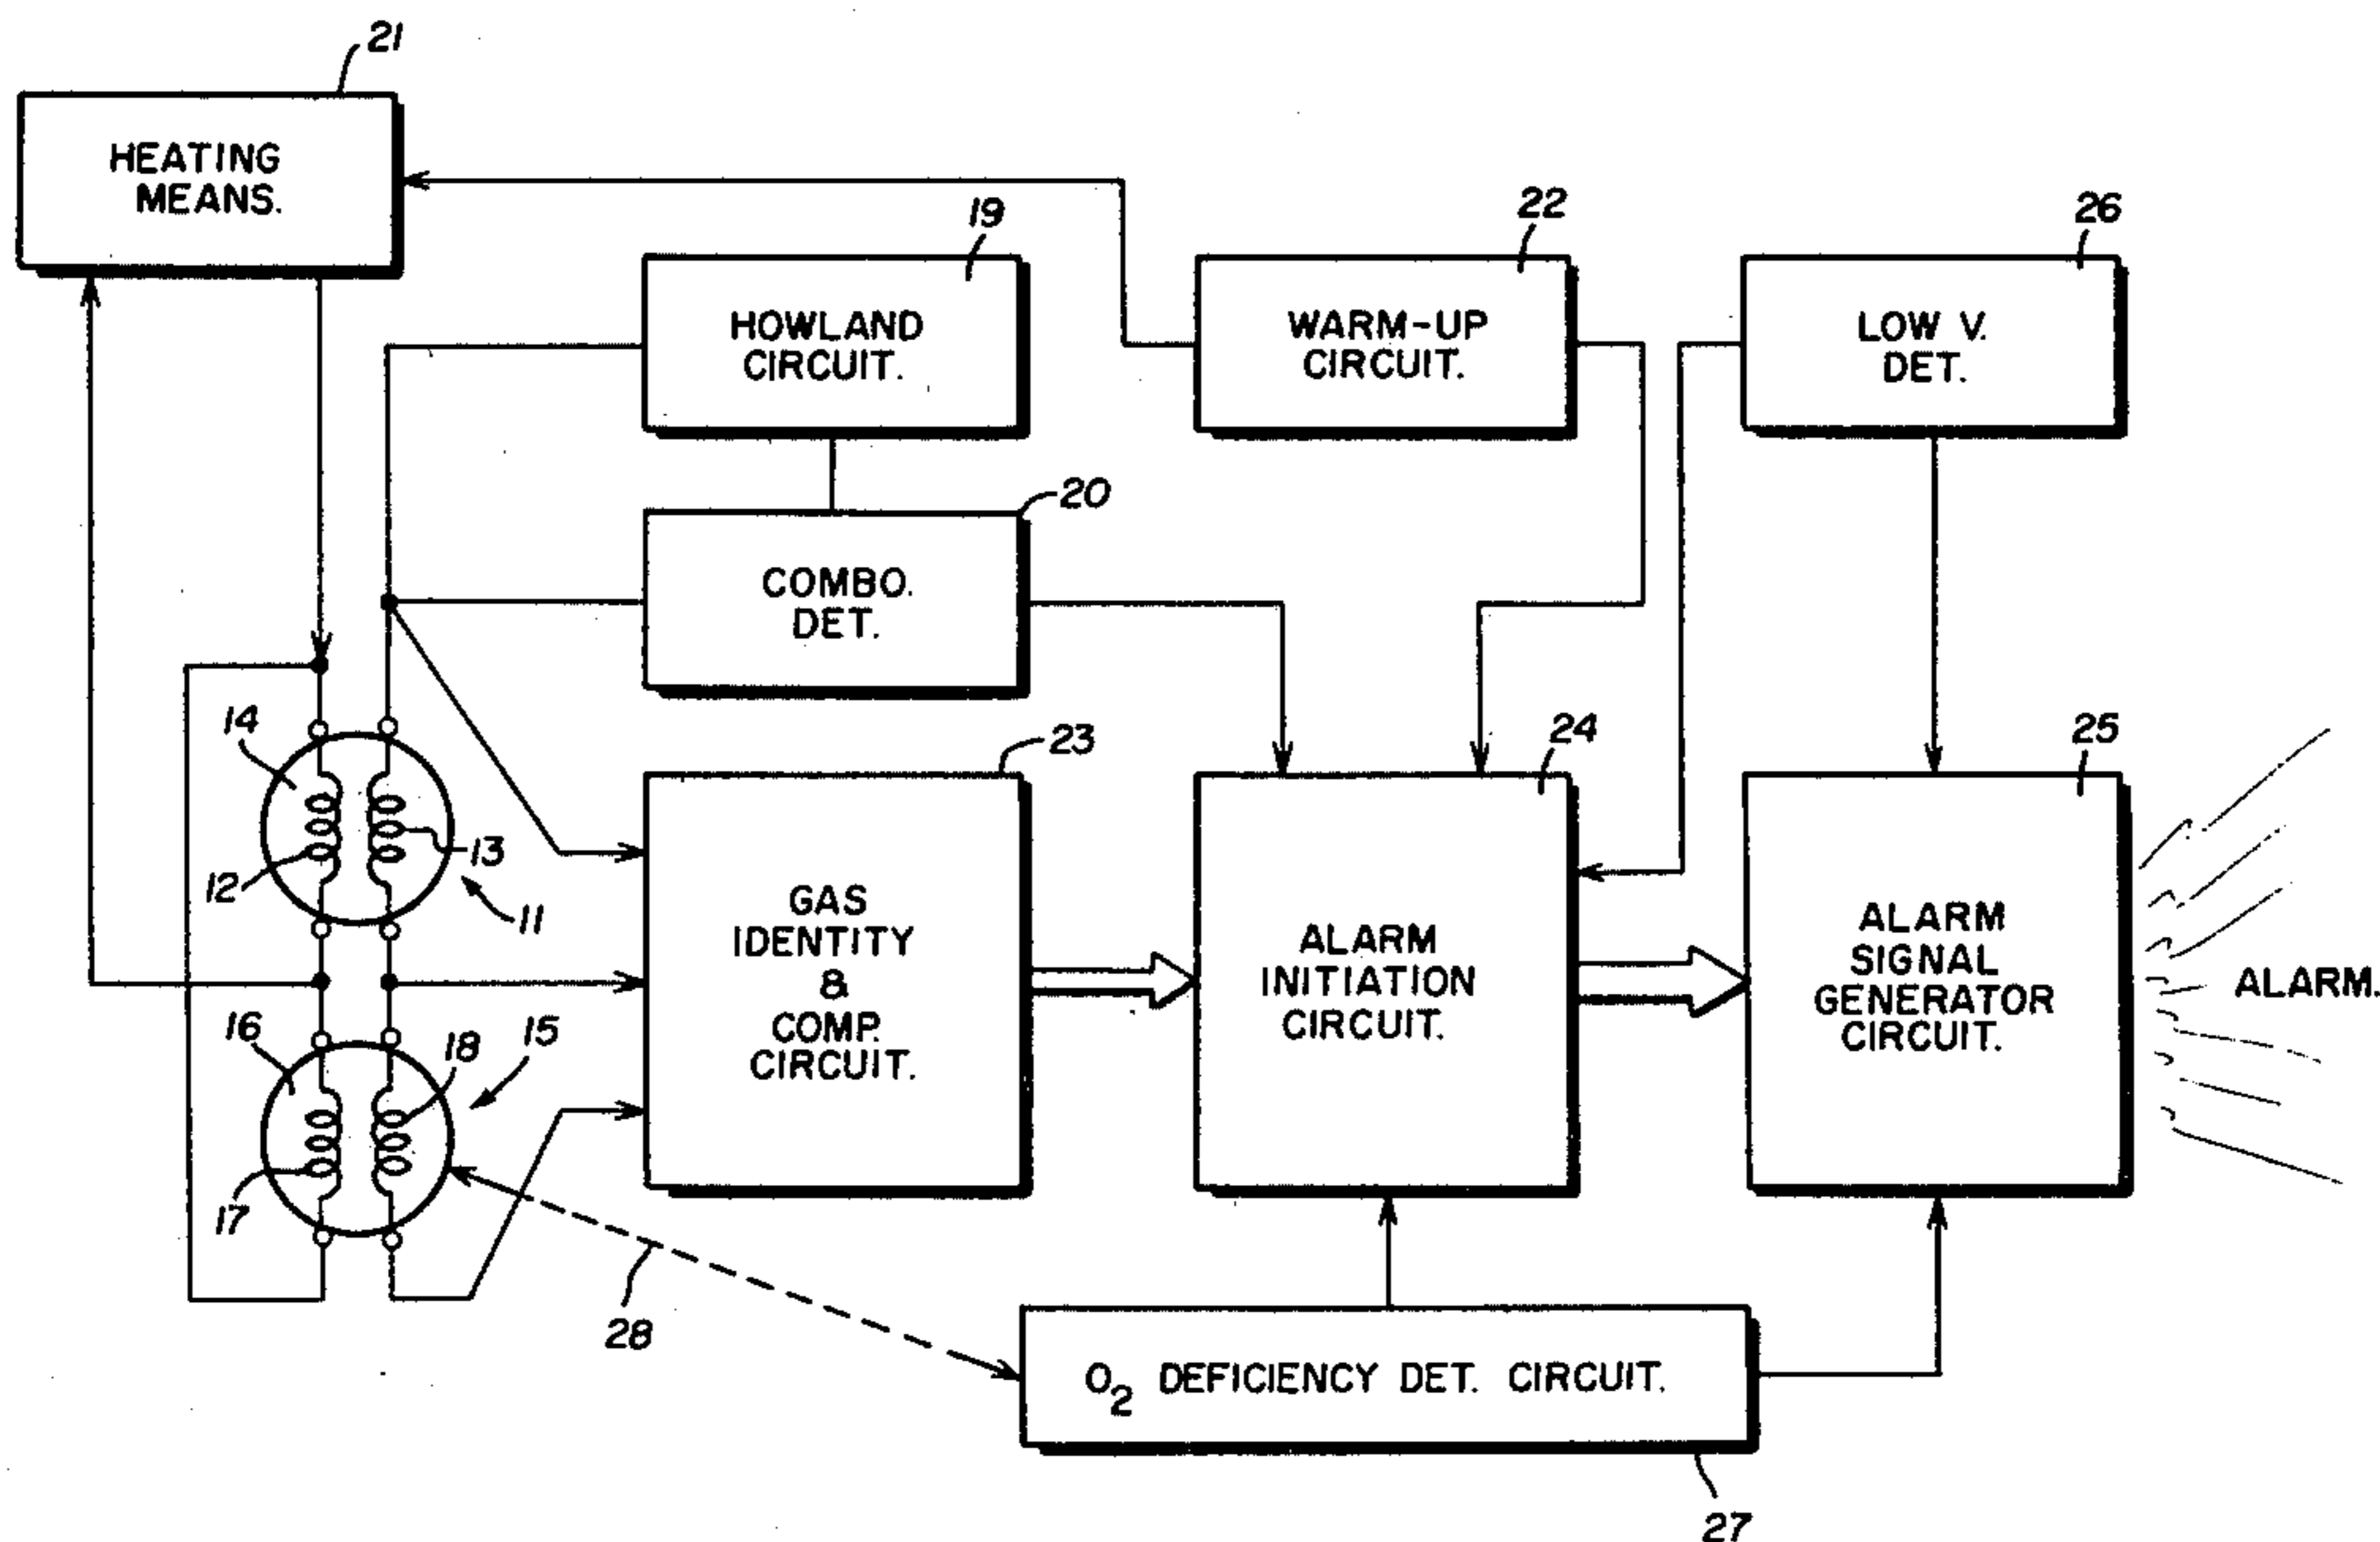 21
HEATING
MEANS.
19
HOWLAND
CIRCUIT.
22
WARM-UP
CIRCUIT.
26
LOW V.
DET.
20
COMBO.
DET.
14
12
13
11
23
GAS
IDENTITY
&
COMP.
CIRCUIT.
24
ALARM
INITIATION
CIRCUIT.
25
ALARM
SIGNAL
GENERATOR
CIRCUIT.
ALARM.
16
18
15
17
28
O2 DEFICIENCY DET. CIRCUIT.
27